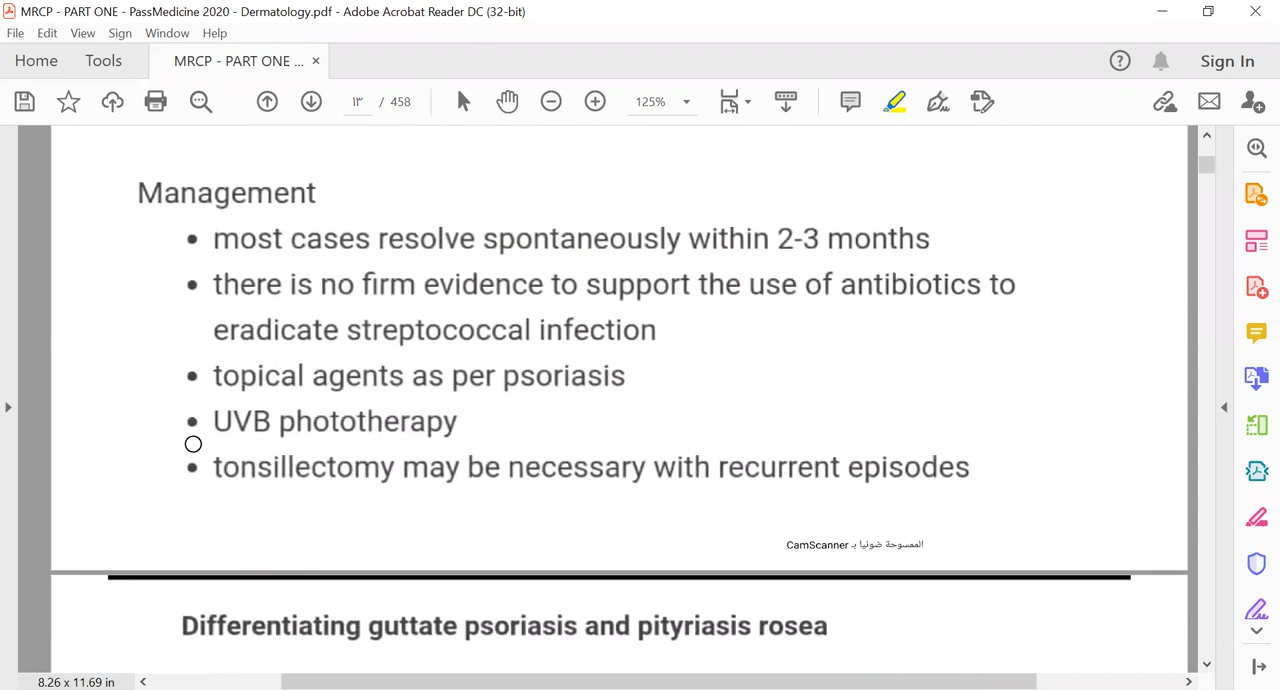 MRCP - PART ONE - PassMedicine 2020 - Dermatology.pdf - Adobe Acrobat Reader DC (32-bit)
File Edit View Sign Window Help
Home Tools MRCP - PART ONE ... × Sign In
١٣ / 458 125%
Management
• most cases resolve spontaneously within 2-3 months
• there is no firm evidence to support the use of antibiotics to
eradicate streptococcal infection
• topical agents as per psoriasis
• UVB phototherapy
• tonsillectomy may be necessary with recurrent episodes
الممسوحة ضوئيا بـ CamScanner
Differentiating guttate psoriasis and pityriasis rosea
8.26 x 11.69 in